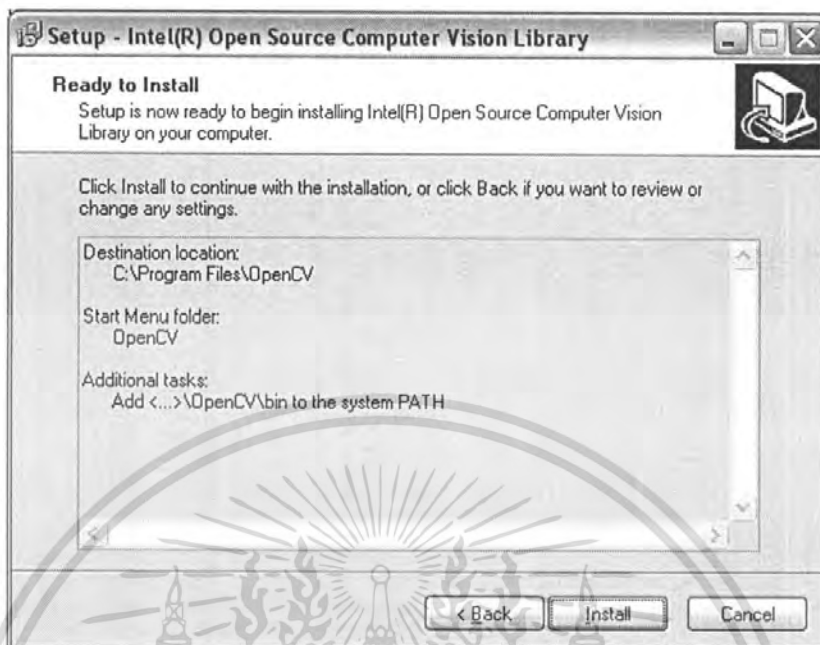 Setup - Intel(R) Open Source Computer Vision Library
Ready to Install
Setup is now ready to begin installing Intel(R) Open Source Computer Vision
Library on your computer.
Click Install to continue with the installation, or click Back if you want to review or
change any settings.
Destination location:
C:\Program Files\OpenCV
Start Menu folder:
OpenCV
Additional tasks:
Add <...>\OpenCV\bin to the system PATH
< Back
Install
Cancel